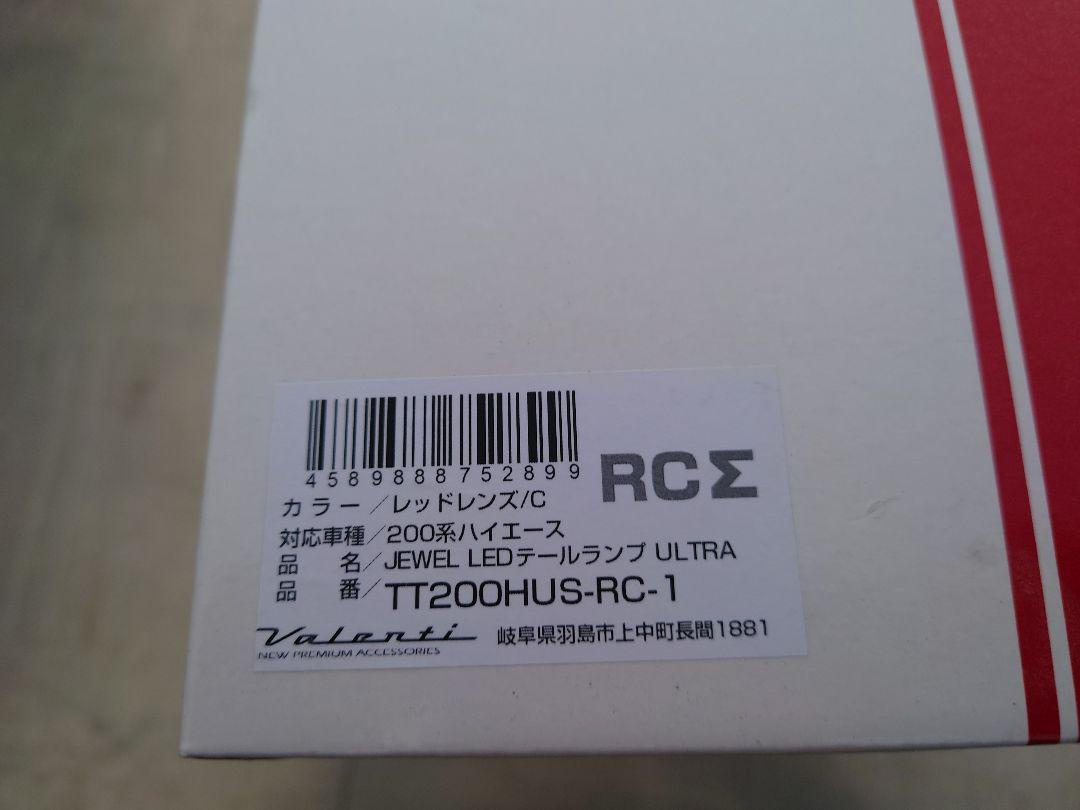 4589888752899
RCΣ
カラー/レッドレンズ/C
対応車種/200系ハイエース
品名/JEWEL LEDテールランプ ULTRA
品番/TT200HUS-RC-1
Valenti
NEW PREMIUM ACCESSORIES
岐阜県羽島市上中町長間1881